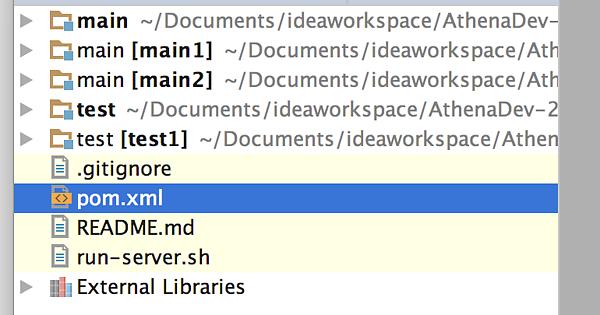 main ~/Documents/ideaworkspace/AthenaDev-
main [main1] ~/Documents/ideaworkspace/Ath
main [main2] ~/Documents/ideaworkspace/Ath
test ~/Documents/ideaworkspace/AthenaDev-2
test [test1] ~/Documents/ideaworkspace/Athen
.gitignore
pom.xml
README.md
run-server.sh
External Libraries